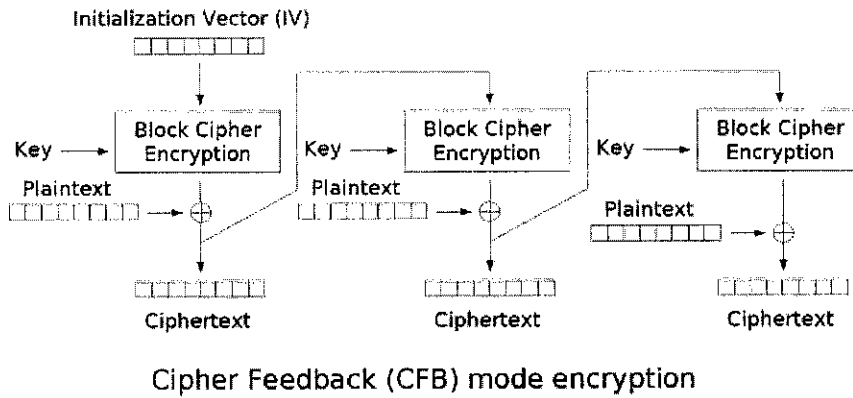 Initialization Vector (IV)
Block Cipher
Encryption
Block Cipher
Encryption
Block Cipher
Encryption
Key
Key
Key
Plaintext
Plaintext
Plaintext
Ciphertext
Ciphertext
Ciphertext
Cipher Feedback (CFB) mode encryption